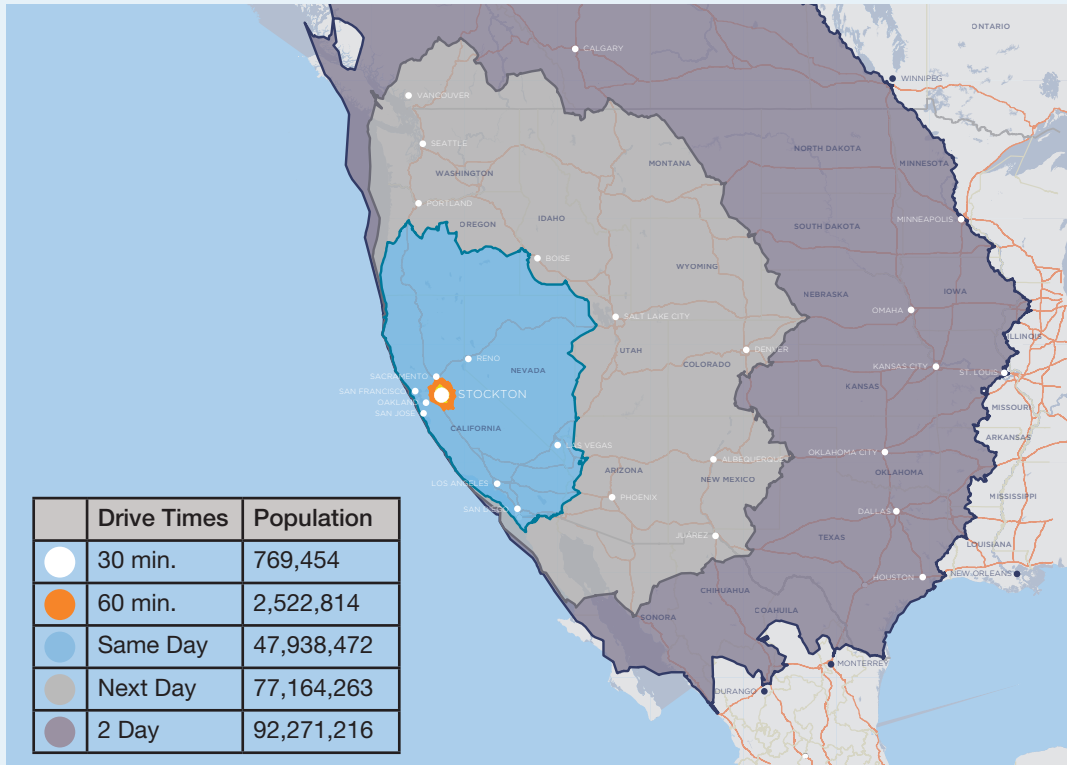 ONTARIO
CALGARY
WINNIPEG
VANCOUVER
SEATTLE
NORTH DAKOTA
MONTANA
MINNESOTA
WASHINGTON
PORTLAND
IDAHO
MINNEAPOLIS
OREGON
SOUTH DAKOTA
BOISE
WYOMING
NEBRASKA
IOWA
OMAHA
SALT LAKE CITY
ILLINOIS
UTAH
DENVER
RENO
COLORADO
KANSAS CITY
NEVADA
ST. LOUIS
SACRAMENTO
KANSAS
SAN FRANCISCO
STOCKTON
OAKLAND
MISSOURI
SAN JOSE
CALIFORNIA
ARKANSAS
LAS VEGAS
OKLAHOMA CITY
ALBEQUERQUE
ARIZONA
OKLAHOMA
NEW MEXICO
LOS ANGELES
PHOENIX
MISSISSIPPI
SAN DIEGO
DALLAS
JUÁREZ
TEXAS
LOUISIANA
NEW ORLEANS
HOUSTON
CHIHUAHUA
COAHUILA
SONORA
MONTERREY
DURANGO
Drive Times Population
30 min. 769,454
60 min. 2,522,814
Same Day 47,938,472
Next Day 77,164,263
2 Day 92,271,216